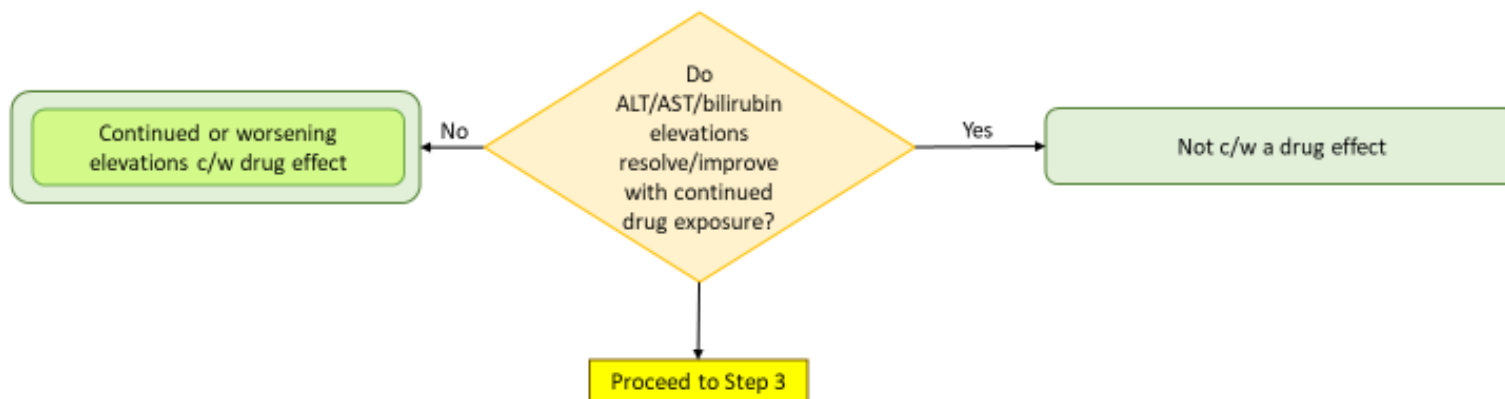 Continued or worsening
elevations c/w drug effect
No
Do
ALT/AST/bilirubin
elevations
resolve/improve
with continued
drug exposure?
Yes
Not c/w a drug effect
Proceed to Step 3